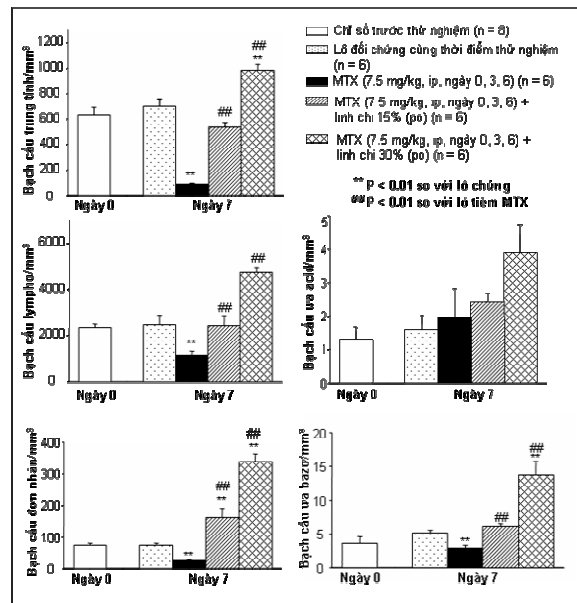 Chỉ số trước thử nghiệm (n = 6)
Lô đối chứng cùng thời điểm thử nghiệm
(n = 6)
MTX (7.5 mg/kg, ip, ngày 0, 3, 6) (n = 6)
MTX (7 5 mg/kg, ip, ngày 0, 3, 6) +
linh chi 15% (po) (n = 6)
MTX (7.5 mg/kg, ip, ngày 0, 3, 6) +
linh chi 30% (po) (n = 6)
** P < 0.01 so với lô chứng
## P < 0.01 so với lô tiêm MTX
Bạch cầu trung tính/mm³
1200
1000
800
600
400
200
0
** ## ## **
Ngày 0 Ngày 7
Bạch cầu lympho/mm³
6000
4000
2000
0
** ## ##
Ngày 0 Ngày 7
Bạch cầu ưa acid/mm³
5
4
3
2
1
0
Ngày 0 Ngày 7
Bạch cầu đơn nhân/mm³
400
300
200
100
0
** ## ** ## **
Ngày 0 Ngày 7
Bạch cầu ưa bazơ/mm³
20
15
10
5
0
** ## ## **
Ngày 0 Ngày 7